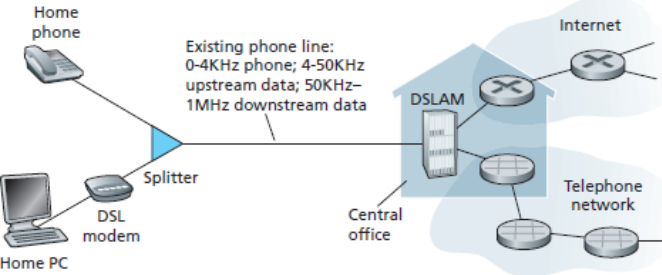 Home
phone
Existing phone line:
0-4KHz phone; 4-50KHz
upstream data; 50KHz–
1MHz downstream data
Internet
DSLAM
Splitter
DSL
modem
Home PC
Central
office
Telephone
network